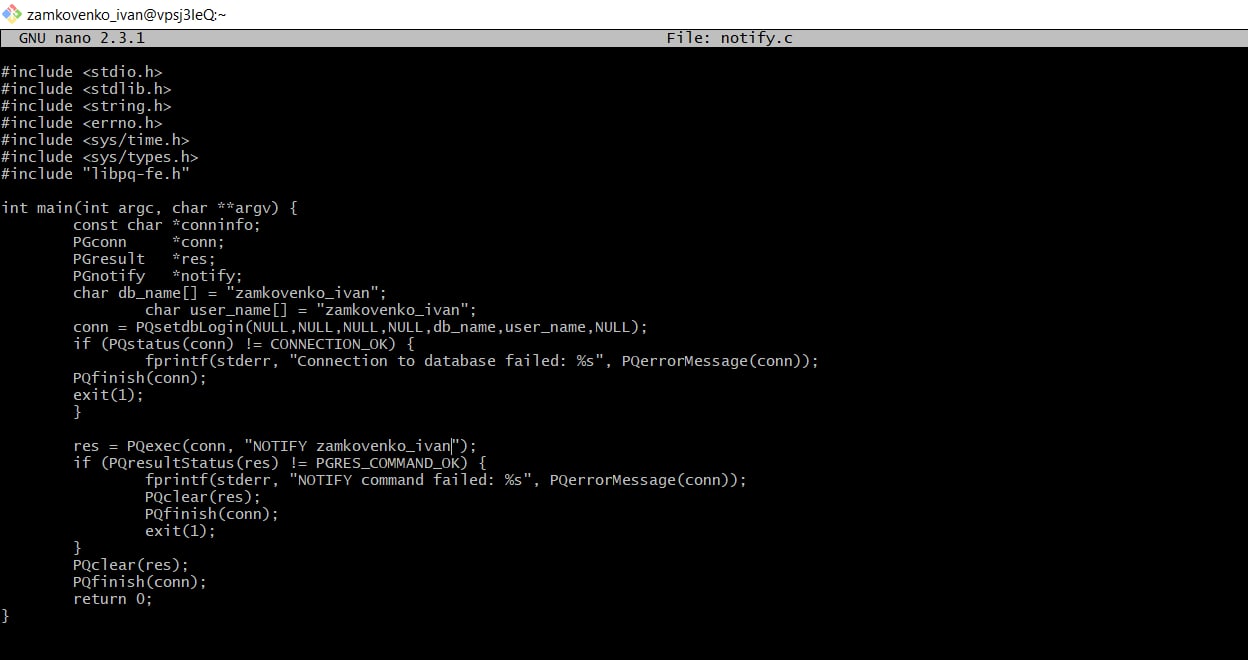 zamkovenko_ivan@vpsj3IeQ:~
GNU nano 2.3.1 File: notify.c
#include <stdio.h>
#include <stdlib.h>
#include <string.h>
#include <errno.h>
#include <sys/time.h>
#include <sys/types.h>
#include "libpq-fe.h"
int main(int argc, char **argv) {
const char *conninfo;
PGconn *conn;
PGresult *res;
PGnotify *notify;
char db_name[] = "zamkovenko_ivan";
char user_name[] = "zamkovenko_ivan";
conn = PQsetdbLogin(NULL,NULL,NULL,NULL,db_name,user_name,NULL);
if (PQstatus(conn) != CONNECTION_OK) {
fprintf(stderr, "Connection to database failed: %s", PQerrorMessage(conn));
PQfinish(conn);
exit(1);
}
res = PQexec(conn, "NOTIFY zamkovenko_ivan");
if (PQresultStatus(res) != PGRES_COMMAND_OK) {
fprintf(stderr, "NOTIFY command failed: %s", PQerrorMessage(conn));
PQclear(res);
PQfinish(conn);
exit(1);
}
PQclear(res);
PQfinish(conn);
return 0;
}